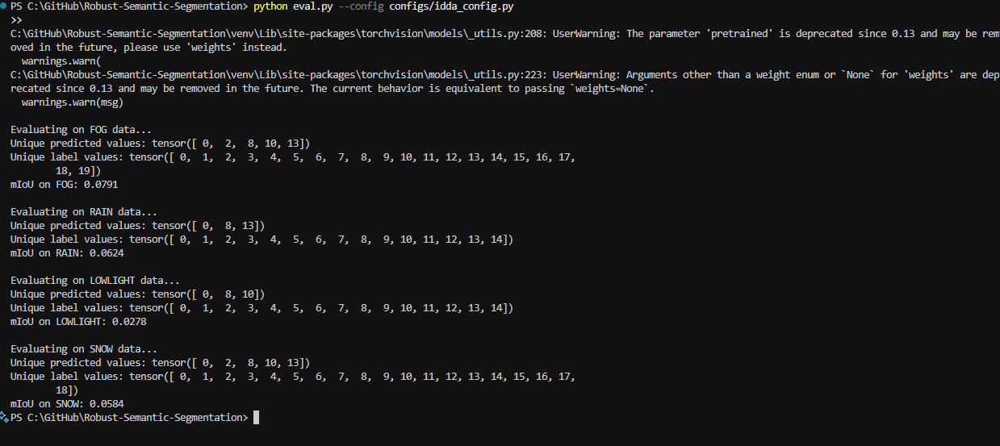 PS C:\GitHub\Robust-Semantic-Segmentation> python eval.py --config configs/idda_config.py
>>
C:\GitHub\Robust-Semantic-Segmentation\venv\Lib\site-packages\torchvision\models\_utils.py:208: UserWarning: The parameter 'pretrained' is deprecated since 0.13 and may be rem
oved in the future, please use 'weights' instead.
  warnings.warn(
C:\GitHub\Robust-Semantic-Segmentation\venv\Lib\site-packages\torchvision\models\_utils.py:223: UserWarning: Arguments other than a weight enum or `None` for 'weights' are dep
recated since 0.13 and may be removed in the future. The current behavior is equivalent to passing `weights=None`.
  warnings.warn(msg)

Evaluating on FOG data...
Unique predicted values: tensor([ 0,  2,  8, 10, 13])
Unique label values: tensor([ 0,  1,  2,  3,  4,  5,  6,  7,  8,  9, 10, 11, 12, 13, 14, 15, 16, 17,
        18, 19])
mIoU on FOG: 0.0791

Evaluating on RAIN data...
Unique predicted values: tensor([ 0,  8, 13])
Unique label values: tensor([ 0,  1,  2,  3,  4,  5,  6,  7,  8,  9, 10, 11, 12, 13, 14])
mIoU on RAIN: 0.0624

Evaluating on LOWLIGHT data...
Unique predicted values: tensor([ 0,  8, 10])
Unique label values: tensor([ 0,  1,  2,  3,  4,  5,  6,  7,  8,  9, 10, 11, 12, 13, 14])
mIoU on LOWLIGHT: 0.0278

Evaluating on SNOW data...
Unique predicted values: tensor([ 0,  2,  8, 10, 13])
Unique label values: tensor([ 0,  1,  2,  3,  4,  5,  6,  7,  8,  9, 10, 11, 12, 13, 14, 15, 16, 17,
        18])
mIoU on SNOW: 0.0584
PS C:\GitHub\Robust-Semantic-Segmentation>